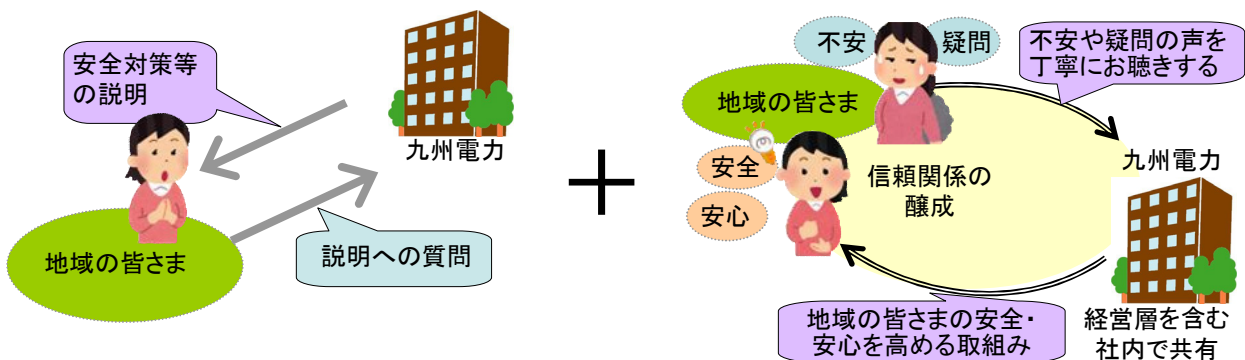 安全対策等
の説明
九州電力
地域の皆さま
説明への質問
＋
不安
疑問
不安や疑問の声を
丁寧にお聴きする
地域の皆さま
安全
安心
信頼関係の
醸成
九州電力
地域の皆さまの安全・
安心を高める取組み
経営層を含む
社内で共有